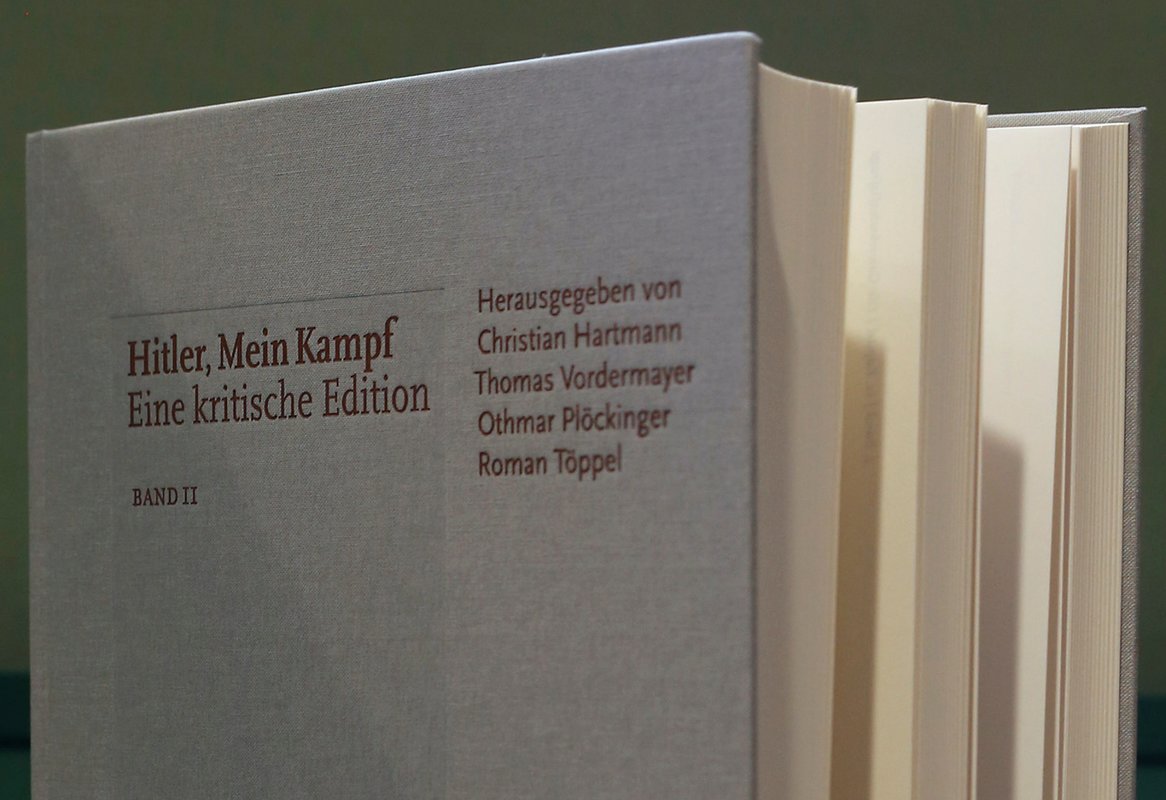 Hitler, Mein Kampf
Eine kritische Edition
BAND II
Herausgegeben von
Christian Hartmann
Thomas Vordermayer
Othmar Plöckinger
Roman Töppel